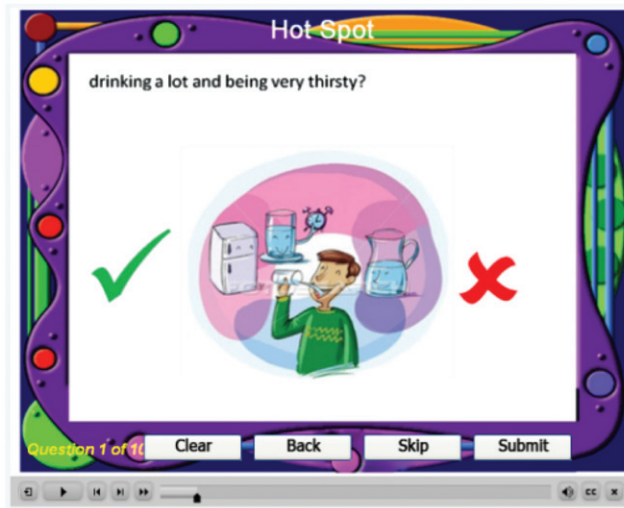 Hot Spot
drinking a lot and being very thirsty?
Question 1 of 10
Clear
Back
Skip
Submit
CC